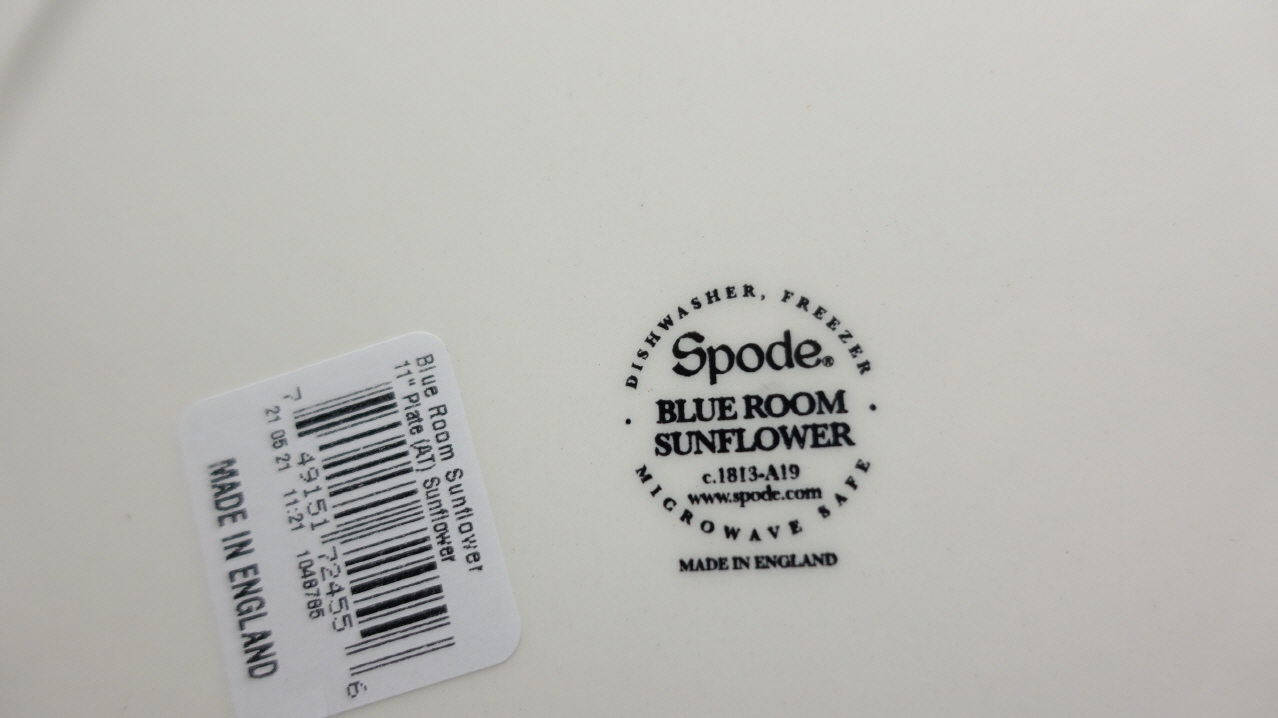 Blue Room Sunflower
11" Plate (AT) Sunflower
7 49151 72455 6
21 05 21 11:21 1048785
MADE IN ENGLAND
DISHWASHER, FREEZER
Spode®
BLUE ROOM
SUNFLOWER
c.1813-A19
www.spode.com
MICROWAVE SAFE
MADE IN ENGLAND